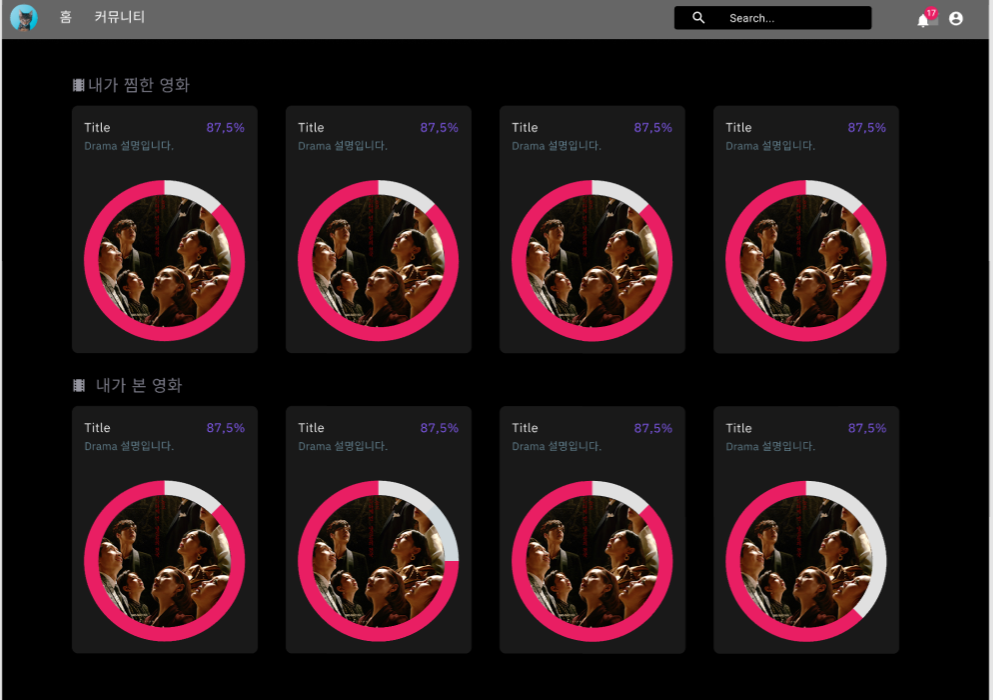 홈 커뮤니티 Search... 17
내가 찜한 영화
Title 87,5% Title 87,5% Title 87,5% Title 87,5%
Drama 설명입니다. Drama 설명입니다. Drama 설명입니다. Drama 설명입니다.
내가 본 영화
Title 87,5% Title 87,5% Title 87,5% Title 87,5%
Drama 설명입니다. Drama 설명입니다. Drama 설명입니다. Drama 설명입니다.